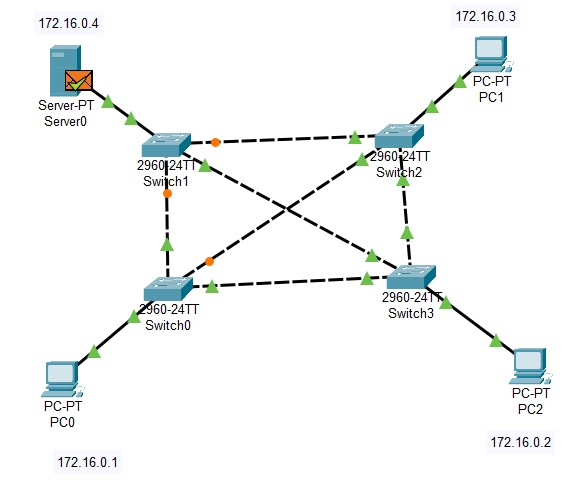 172.16.0.4
172.16.0.3
Server-PT
Server0
PC-PT
PC1
2960-24TT
Switch1
2960-24TT
Switch2
2960-24TT
Switch0
2960-24TT
Switch3
PC-PT
PC0
PC-PT
PC2
172.16.0.1
172.16.0.2